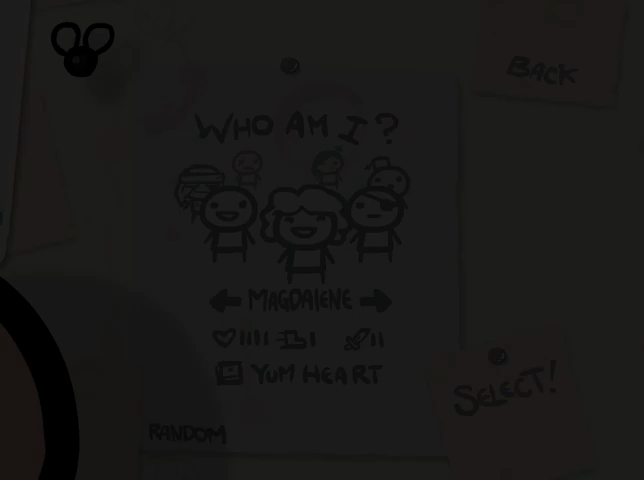 BACK
WHO AM I?
MAGDALENE
YUM HEART
SELECT!
RANDOM